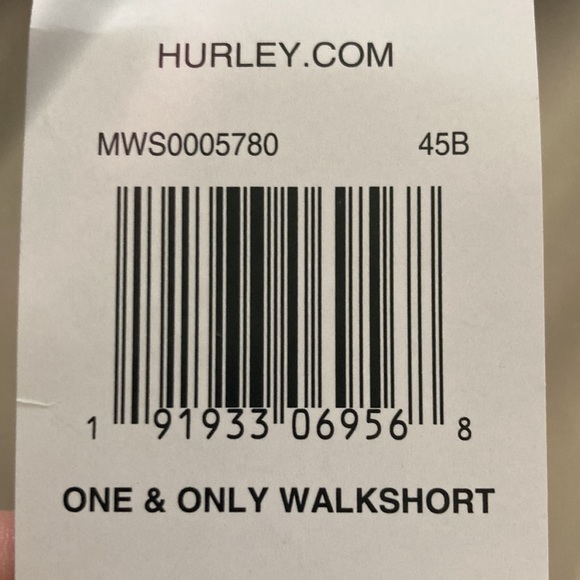 HURLEY.COM
MWS0005780 45B
1 91933 06956 8
ONE & ONLY WALKSHORT